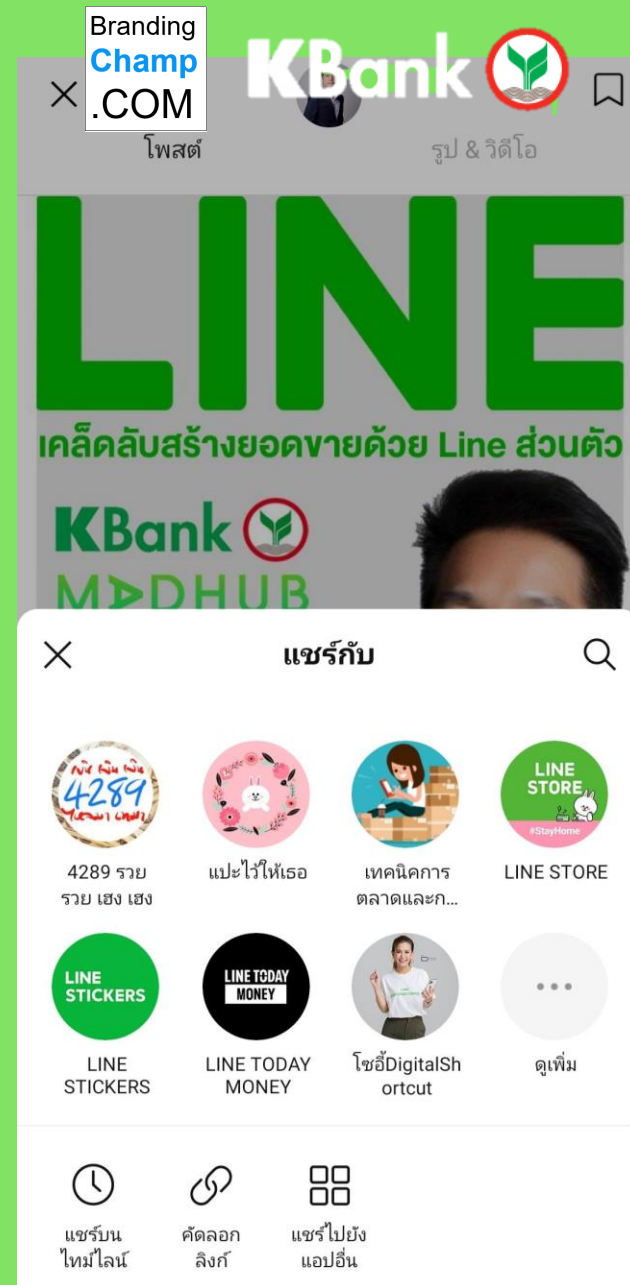 Branding
Champ
.COM
KBank
โพสต์
รูป & วิดีโอ
LINE
เคล็ดลับสร้างยอดขายด้วย Line ส่วนตัว
KBank
MADHUB
แชร์กับ
4289
LINE
STORE
#StayHome
4289 รวย
รวย เฮง เฮง
แปะไว้ให้เธอ
เทคนิคการ
ตลาดและก...
LINE STORE
LINE
STICKERS
LINE TODAY
MONEY
LINE
STICKERS
LINE TODAY
MONEY
โซอี้DigitalSh
ortcut
ดูเพิ่ม
แชร์บน
ไทม์ไลน์
คัดลอก
ลิงก์
แชร์ไปยัง
แอปอื่น